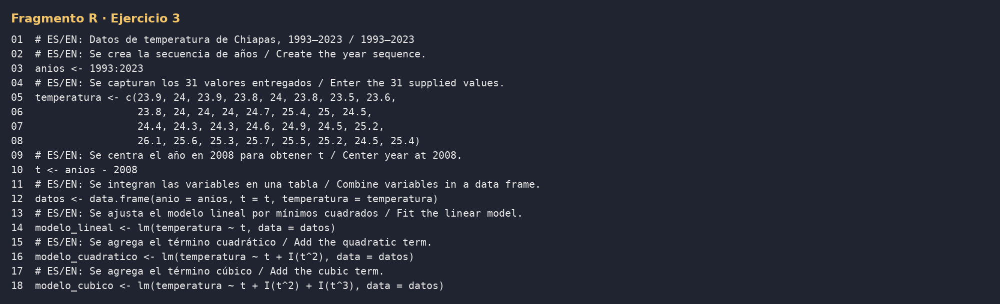 Fragmento R · Ejercicio 3
01  # ES/EN: Datos de temperatura de Chiapas, 1993–2023 / 1993–2023
02  # ES/EN: Se crea la secuencia de años / Create the year sequence.
03  anios <- 1993:2023
04  # ES/EN: Se capturan los 31 valores entregados / Enter the 31 supplied values.
05  temperatura <- c(23.9, 24, 23.9, 23.8, 24, 23.8, 23.5, 23.6,
06                   23.8, 24, 24, 24, 24.7, 25.4, 25, 24.5,
07                   24.4, 24.3, 24.3, 24.6, 24.9, 24.5, 25.2,
08                   26.1, 25.6, 25.3, 25.7, 25.5, 25.2, 24.5, 25.4)
09  # ES/EN: Se centra el año en 2008 para obtener t / Center year at 2008.
10  t <- anios - 2008
11  # ES/EN: Se integran las variables en una tabla / Combine variables in a data frame.
12  datos <- data.frame(anio = anios, t = t, temperatura = temperatura)
13  # ES/EN: Se ajusta el modelo lineal por mínimos cuadrados / Fit the linear model.
14  modelo_lineal <- lm(temperatura ~ t, data = datos)
15  # ES/EN: Se agrega el término cuadrático / Add the quadratic term.
16  modelo_cuadratico <- lm(temperatura ~ t + I(t^2), data = datos)
17  # ES/EN: Se agrega el término cúbico / Add the cubic term.
18  modelo_cubico <- lm(temperatura ~ t + I(t^2) + I(t^3), data = datos)